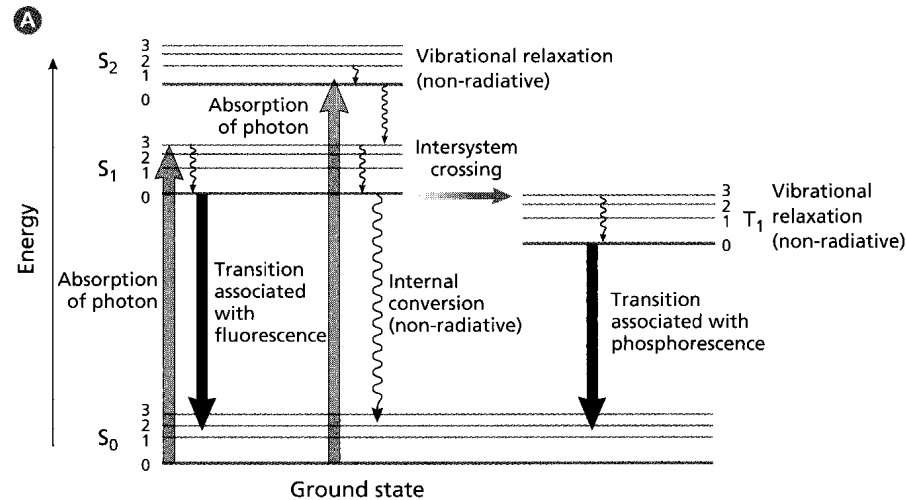 A
S2
3
2
1
0
Vibrational relaxation
(non-radiative)
Absorption
of photon
S1
3
2
1
0
Intersystem
crossing
3
2
1
0
T1
Vibrational
relaxation
(non-radiative)
Energy
Absorption
of photon
Transition
associated
with
fluorescence
Internal
conversion
(non-radiative)
Transition
associated with
phosphorescence
S0
3
2
1
0
Ground state